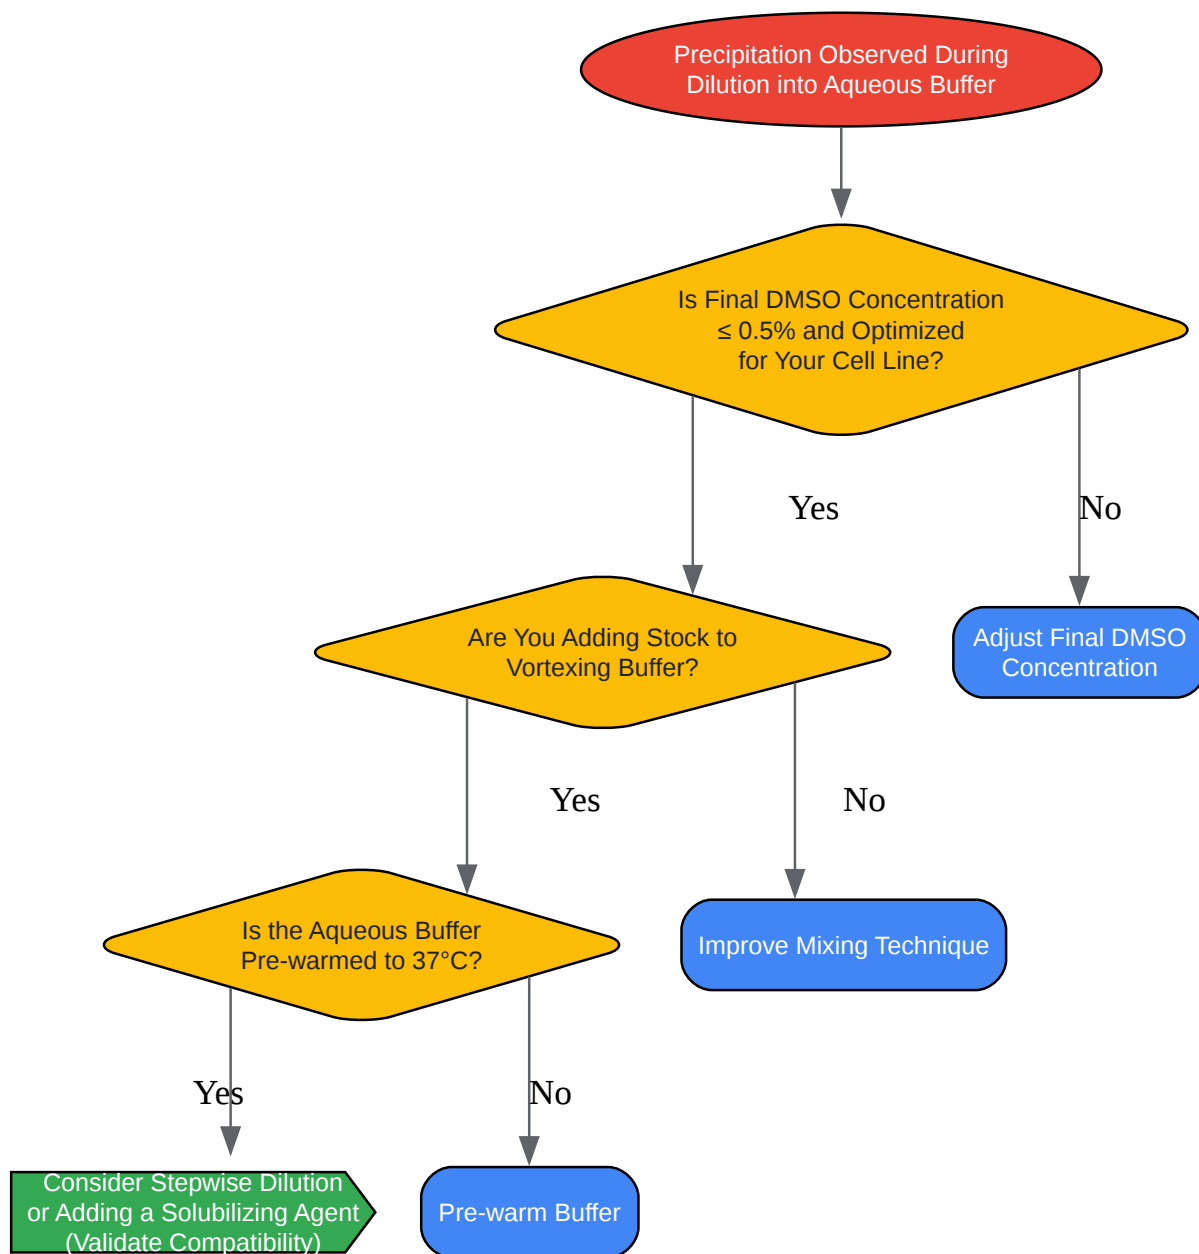 Precipitation Observed During
Dilution into Aqueous Buffer
Is Final DMSO Concentration
≤ 0.5% and Optimized
for Your Cell Line?
Yes
No
Are You Adding Stock to
Vortexing Buffer?
Adjust Final DMSO
Concentration
Yes
No
Is the Aqueous Buffer
Pre-warmed to 37°C?
Improve Mixing Technique
Yes
No
Consider Stepwise Dilution
or Adding a Solubilizing Agent
(Validate Compatibility)
Pre-warm Buffer